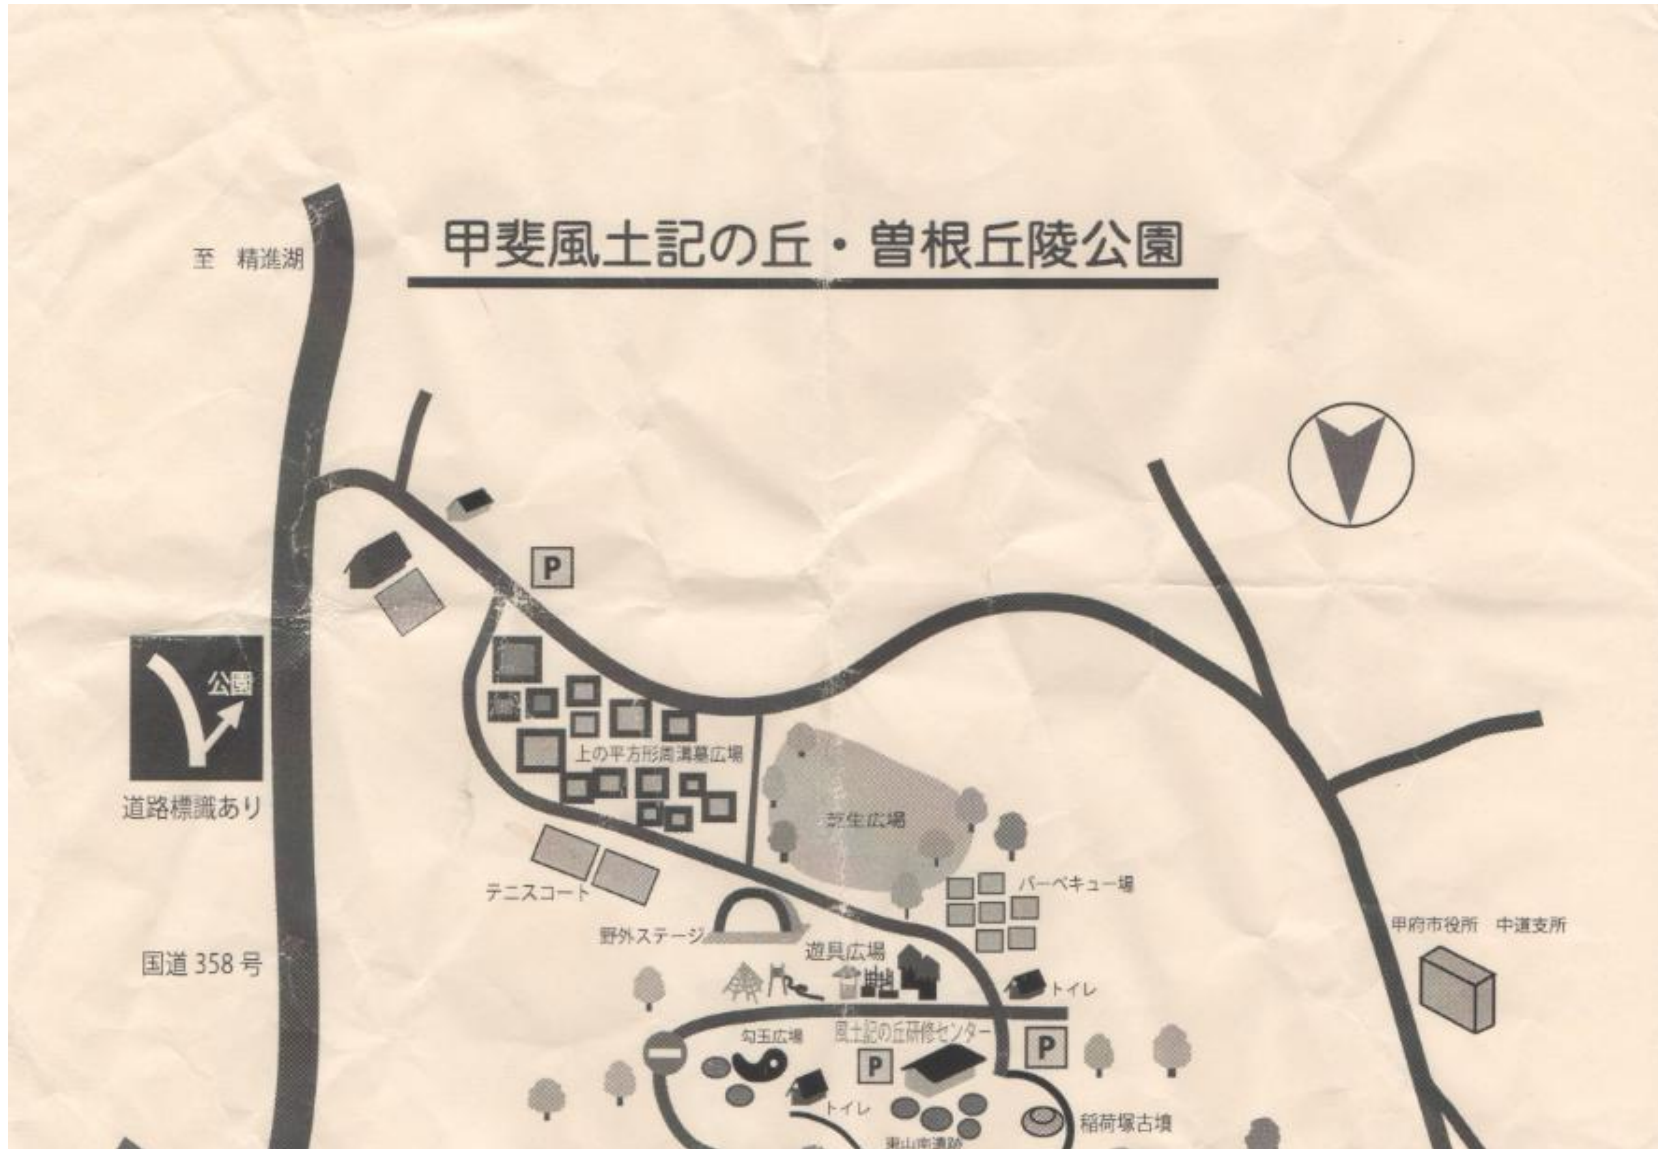 甲斐風土記の丘・曽根丘陵公園
至 精進湖
P
公園
道路標識あり
上の平方形周溝墓広場
芝生広場
テニスコート
バーベキュー場
野外ステージ
甲府市役所 中道支所
遊具広場
国道 358 号
トイレ
勾玉広場
風土記の丘研修センター
P
P
トイレ
稲荷塚古墳
東山南遺跡